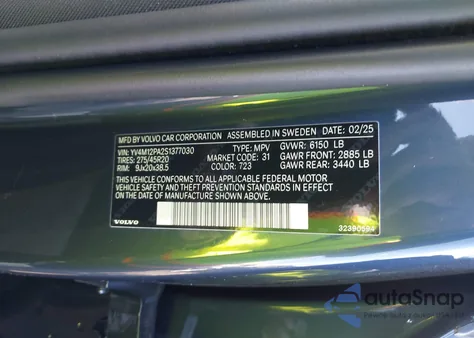 MFD BY VOLVO CAR CORPORATION ASSEMBLED IN SWEDEN DATE: 02/25
VIN: YV4M12PA2S1377030 TYPE: MPV GVWR: 6150 LB
TIRES: 275/45R20 MARKET CODE: 31 GAWR FRONT: 2885 LB
RIM: 9Jx20x38.5 COLOR: 723 GAWR REAR: 3440 LB
CONFORMS TO ALL APPLICABLE FEDERAL MOTOR
VEHICLE SAFETY AND THEFT PREVENTION STANDARDS IN EFFECT
ON THE DATE OF MANUFACTURE SHOWN ABOVE.
VOLVO
autoSnap